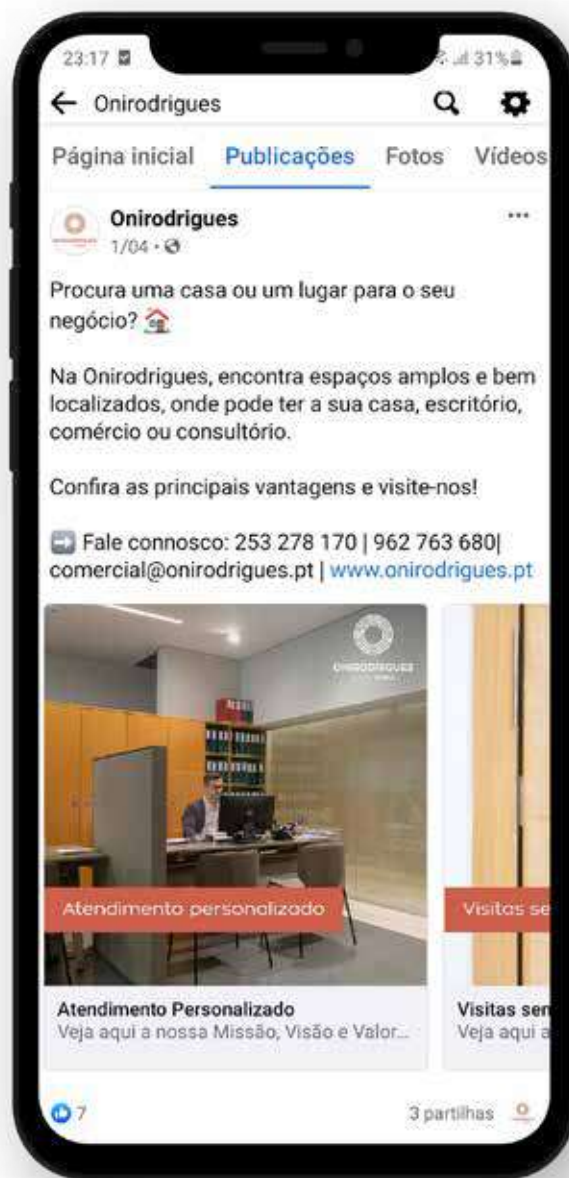 23:17
31%
Onirodrigues
Página inicial
Publicações
Fotos
Vídeos
Onirodrigues
1/04 •
Procura uma casa ou um lugar para o seu
negócio? 🏠
Na Onirodrigues, encontra espaços amplos e bem
localizados, onde pode ter a sua casa, escritório,
comércio ou consultório.
Confira as principais vantagens e visite-nos!
➡️ Fale connosco: 253 278 170 | 962 763 680|
comercial@onirodrigues.pt | www.onirodrigues.pt
ONIRODRIGUES
Atendimento personalizado
Visitas se
Atendimento Personalizado
Veja aqui a nossa Missão, Visão e Valor...
Visitas sen
Veja aqui a
7
3 partilhas